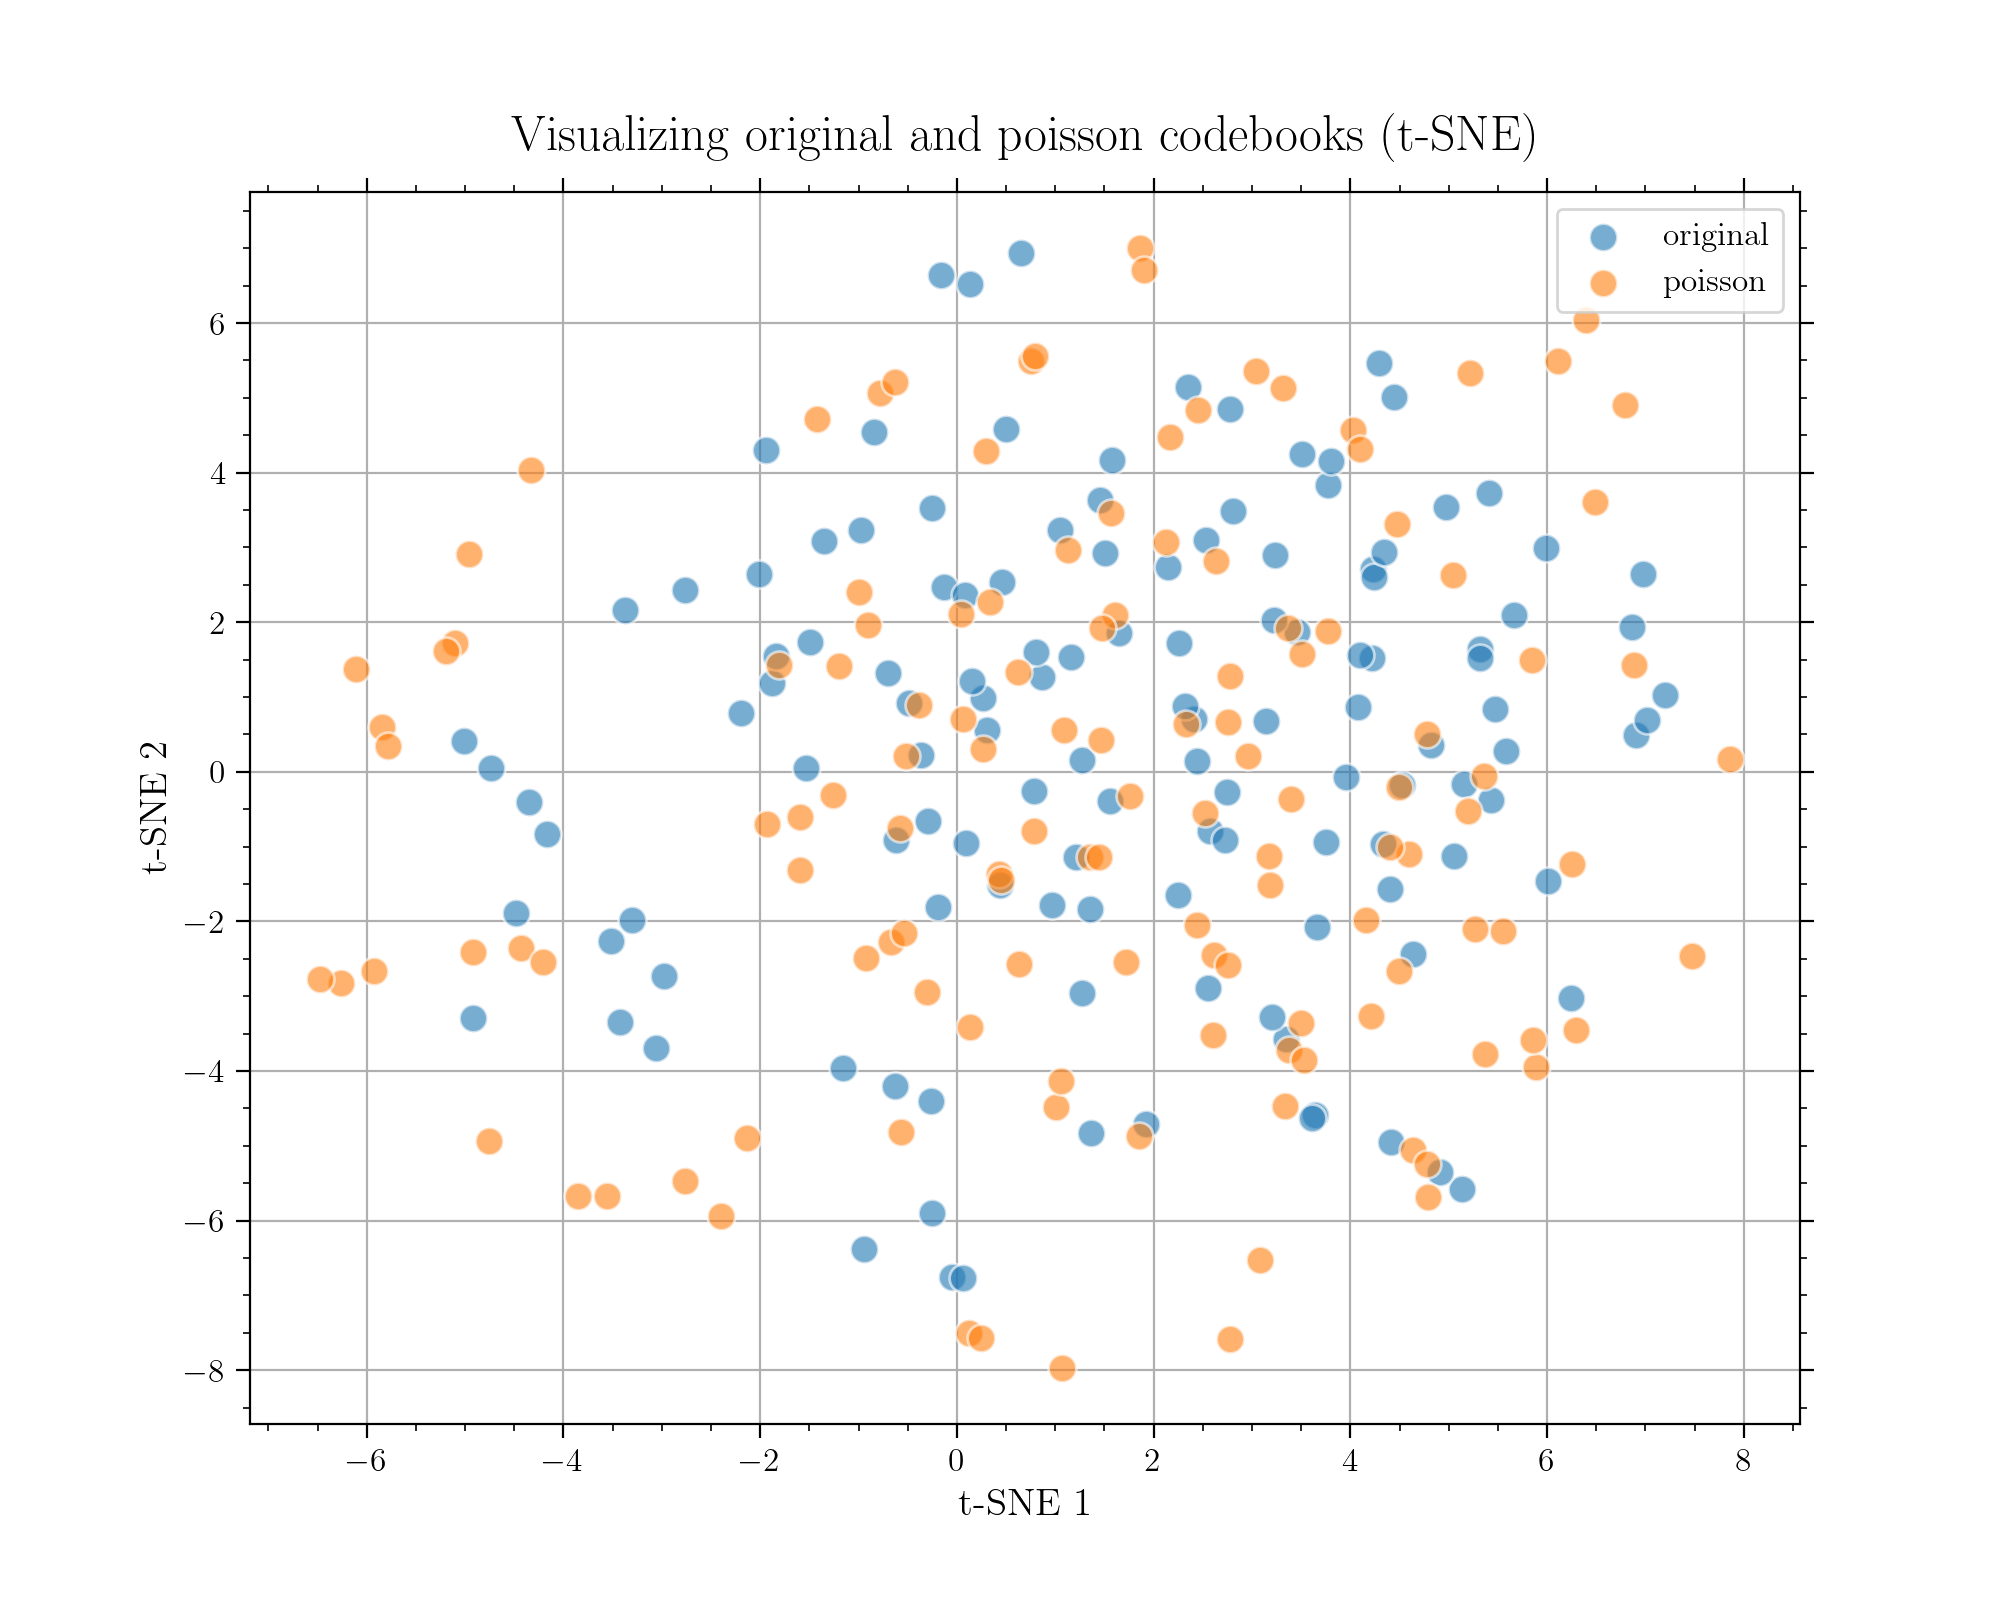 Visualizing original and poisson codebooks (t-SNE)
original
poisson
6
4
2
0
−2
−4
−6
−8
t-SNE 2
−6 −4 −2 0 2 4 6 8
t-SNE 1